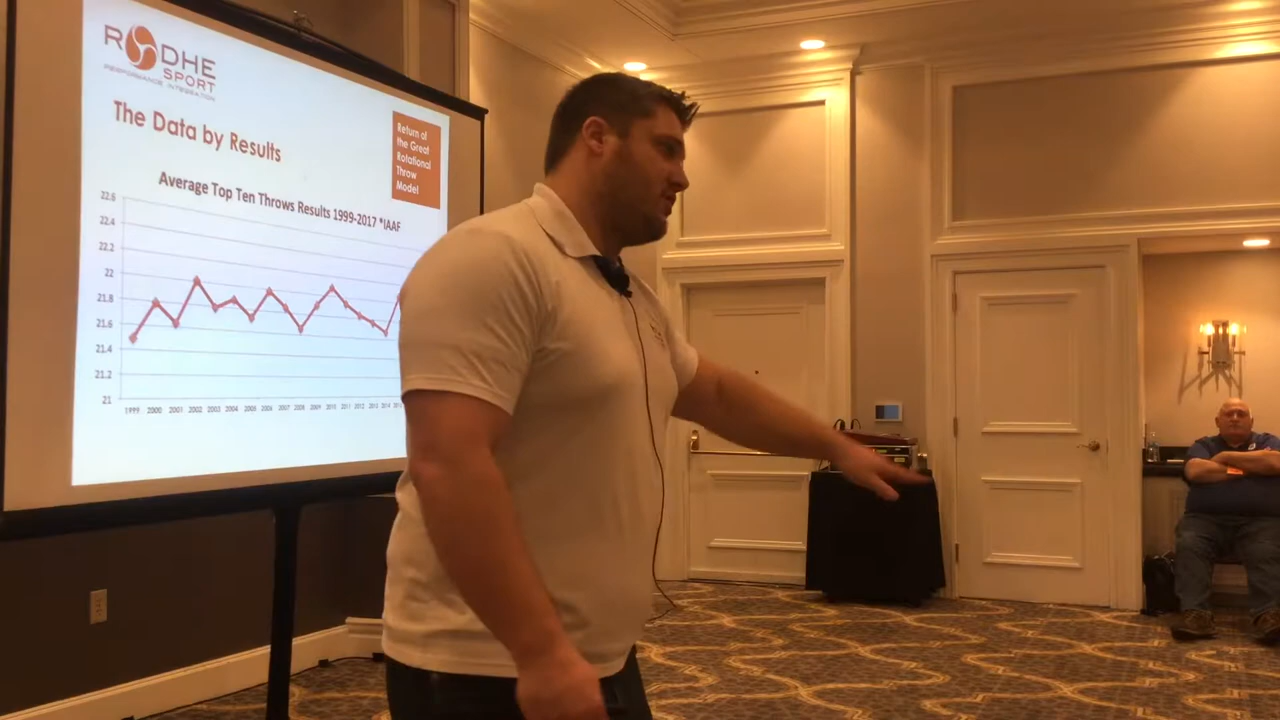 RODHE
SPORT
PERFORMANCE INTEGRATION
The Data by Results
Return of
the Great
Rotational
Throw
Model
Average Top Ten Throws Results 1999-2017 *IAAF
22.6
22.4
22.2
22
21.8
21.6
21.4
21.2
21
1999 2000 2001 2002 2003 2004 2005 2006 2007 2008 2009 2010 2011 2012 2013 2014